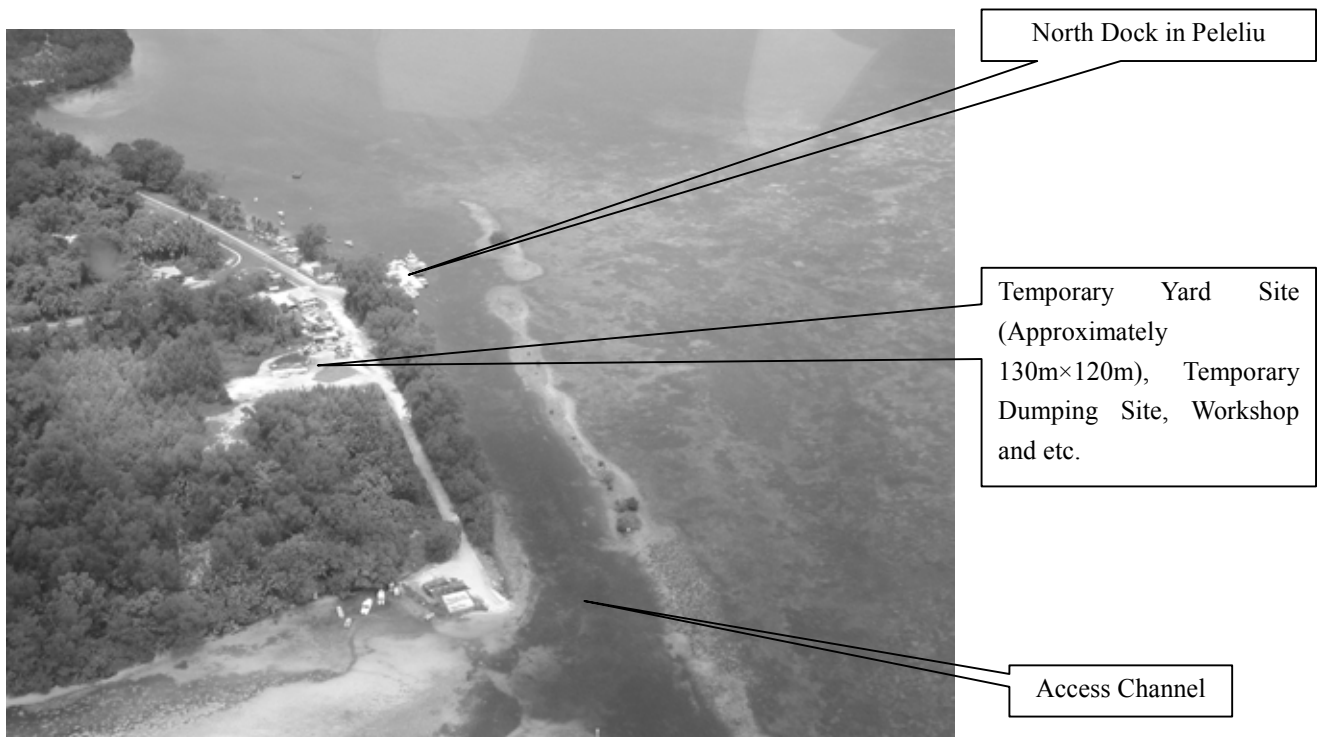 North Dock in Peleliu
Temporary Yard Site
(Approximately
130m×120m), Temporary
Dumping Site, Workshop
and etc.
Access Channel